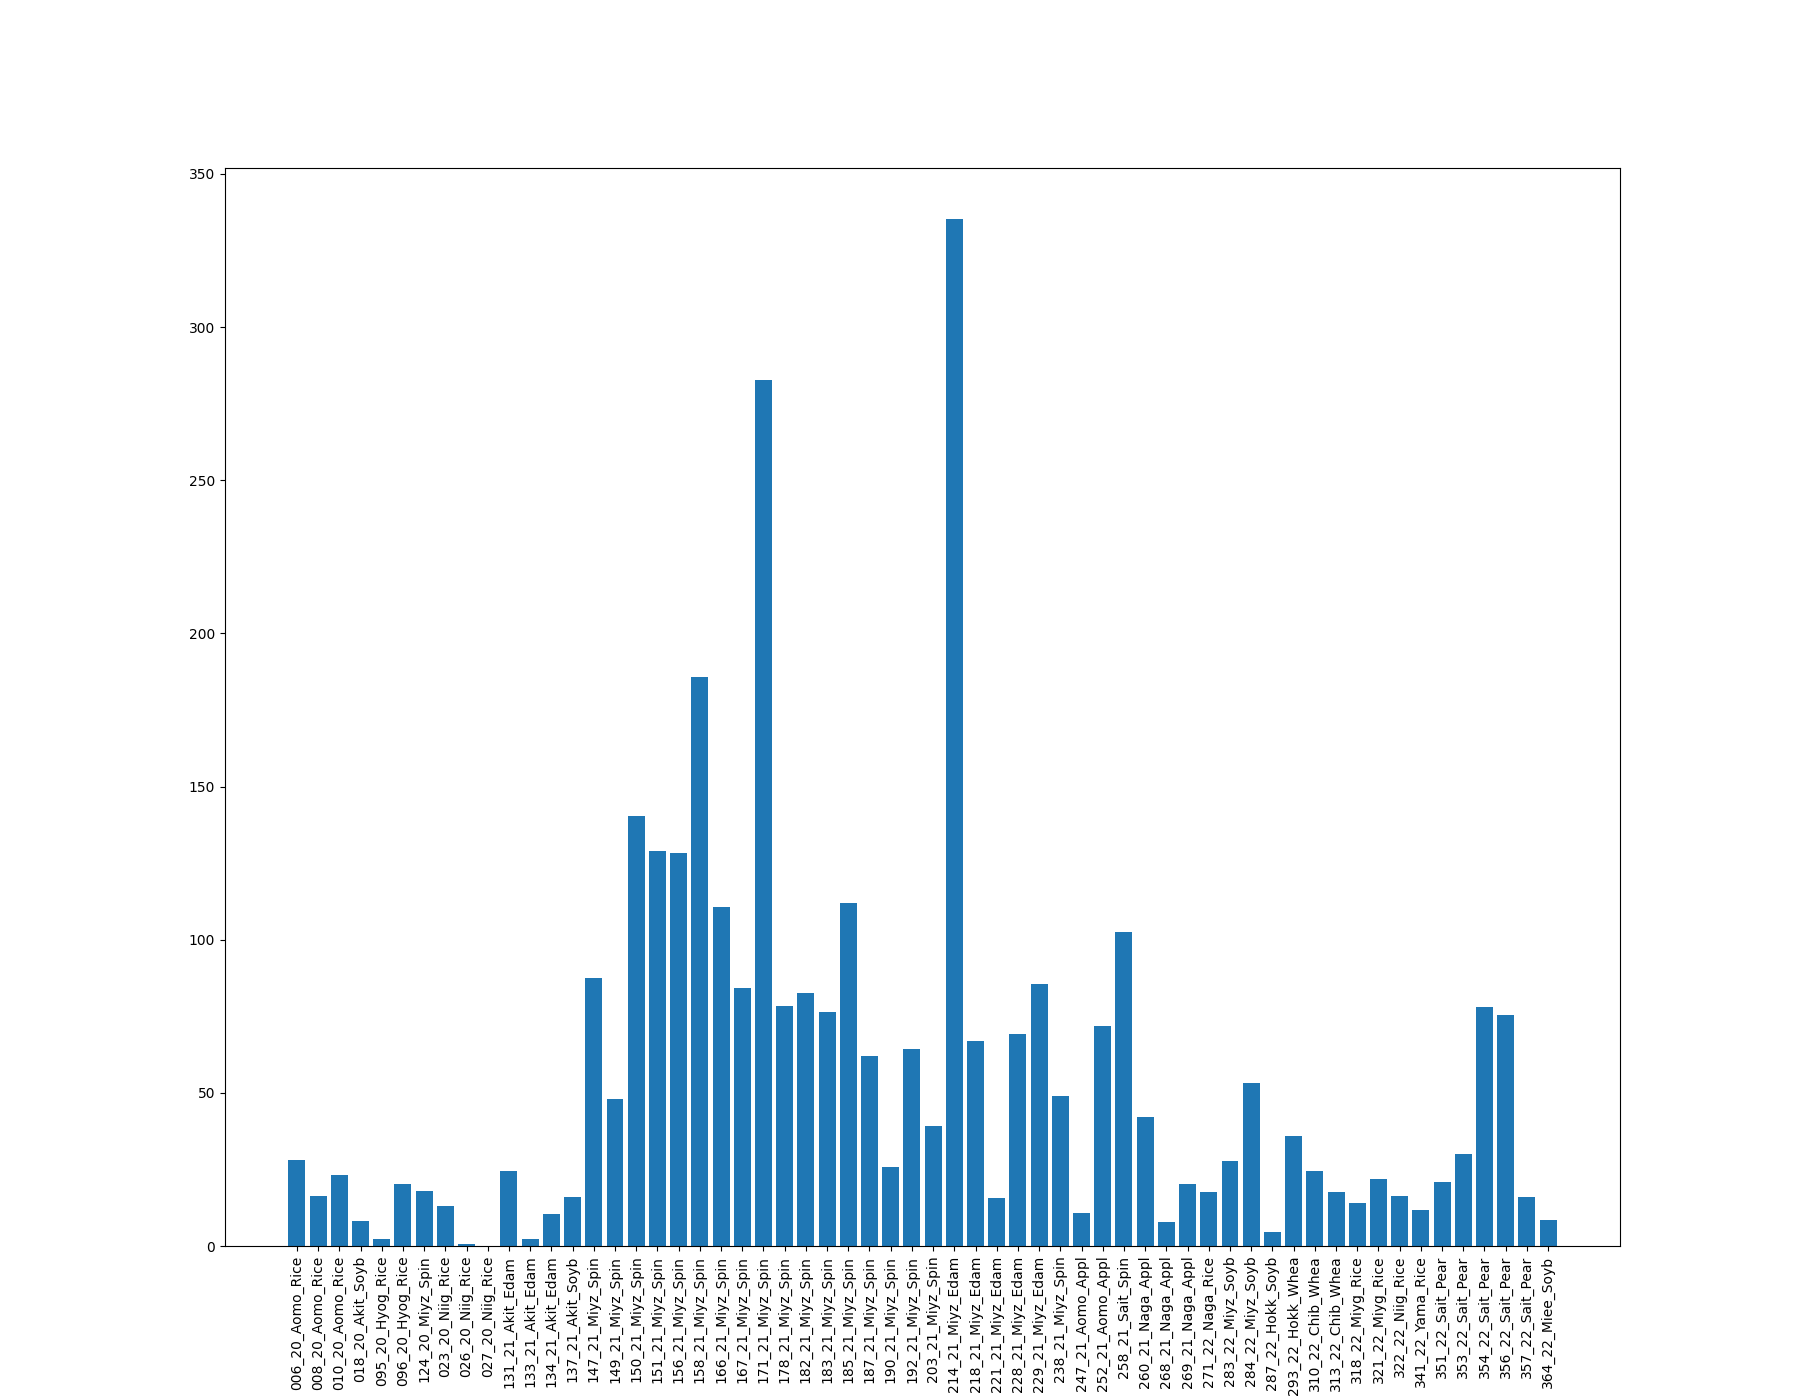 350
300
250
200
150
100
50
0
006_20_Aomo_Rice
008_20_Aomo_Rice
010_20_Aomo_Rice
018_20_Akit_Soyb
095_20_Hyog_Rice
096_20_Hyog_Rice
124_20_Miyz_Spin
023_20_Niig_Rice
026_20_Niig_Rice
027_20_Niig_Rice
131_21_Akit_Edam
133_21_Akit_Edam
134_21_Akit_Edam
137_21_Akit_Soyb
147_21_Miyz_Spin
149_21_Miyz_Spin
150_21_Miyz_Spin
151_21_Miyz_Spin
156_21_Miyz_Spin
158_21_Miyz_Spin
166_21_Miyz_Spin
167_21_Miyz_Spin
171_21_Miyz_Spin
178_21_Miyz_Spin
182_21_Miyz_Spin
183_21_Miyz_Spin
185_21_Miyz_Spin
187_21_Miyz_Spin
190_21_Miyz_Spin
192_21_Miyz_Spin
203_21_Miyz_Spin
214_21_Miyz_Edam
218_21_Miyz_Edam
221_21_Miyz_Edam
228_21_Miyz_Edam
229_21_Miyz_Edam
238_21_Miyz_Spin
247_21_Aomo_Appl
252_21_Aomo_Appl
258_21_Sait_Spin
260_21_Naga_Appl
268_21_Naga_Appl
269_21_Naga_Appl
271_22_Naga_Rice
283_22_Miyz_Soyb
284_22_Miyz_Soyb
287_22_Hokk_Soyb
293_22_Hokk_Whea
310_22_Chib_Whea
313_22_Chib_Whea
318_22_Miyg_Rice
321_22_Miyg_Rice
322_22_Niig_Rice
341_22_Yama_Rice
351_22_Sait_Pear
353_22_Sait_Pear
354_22_Sait_Pear
356_22_Sait_Pear
357_22_Sait_Pear
364_22_Miee_Soyb